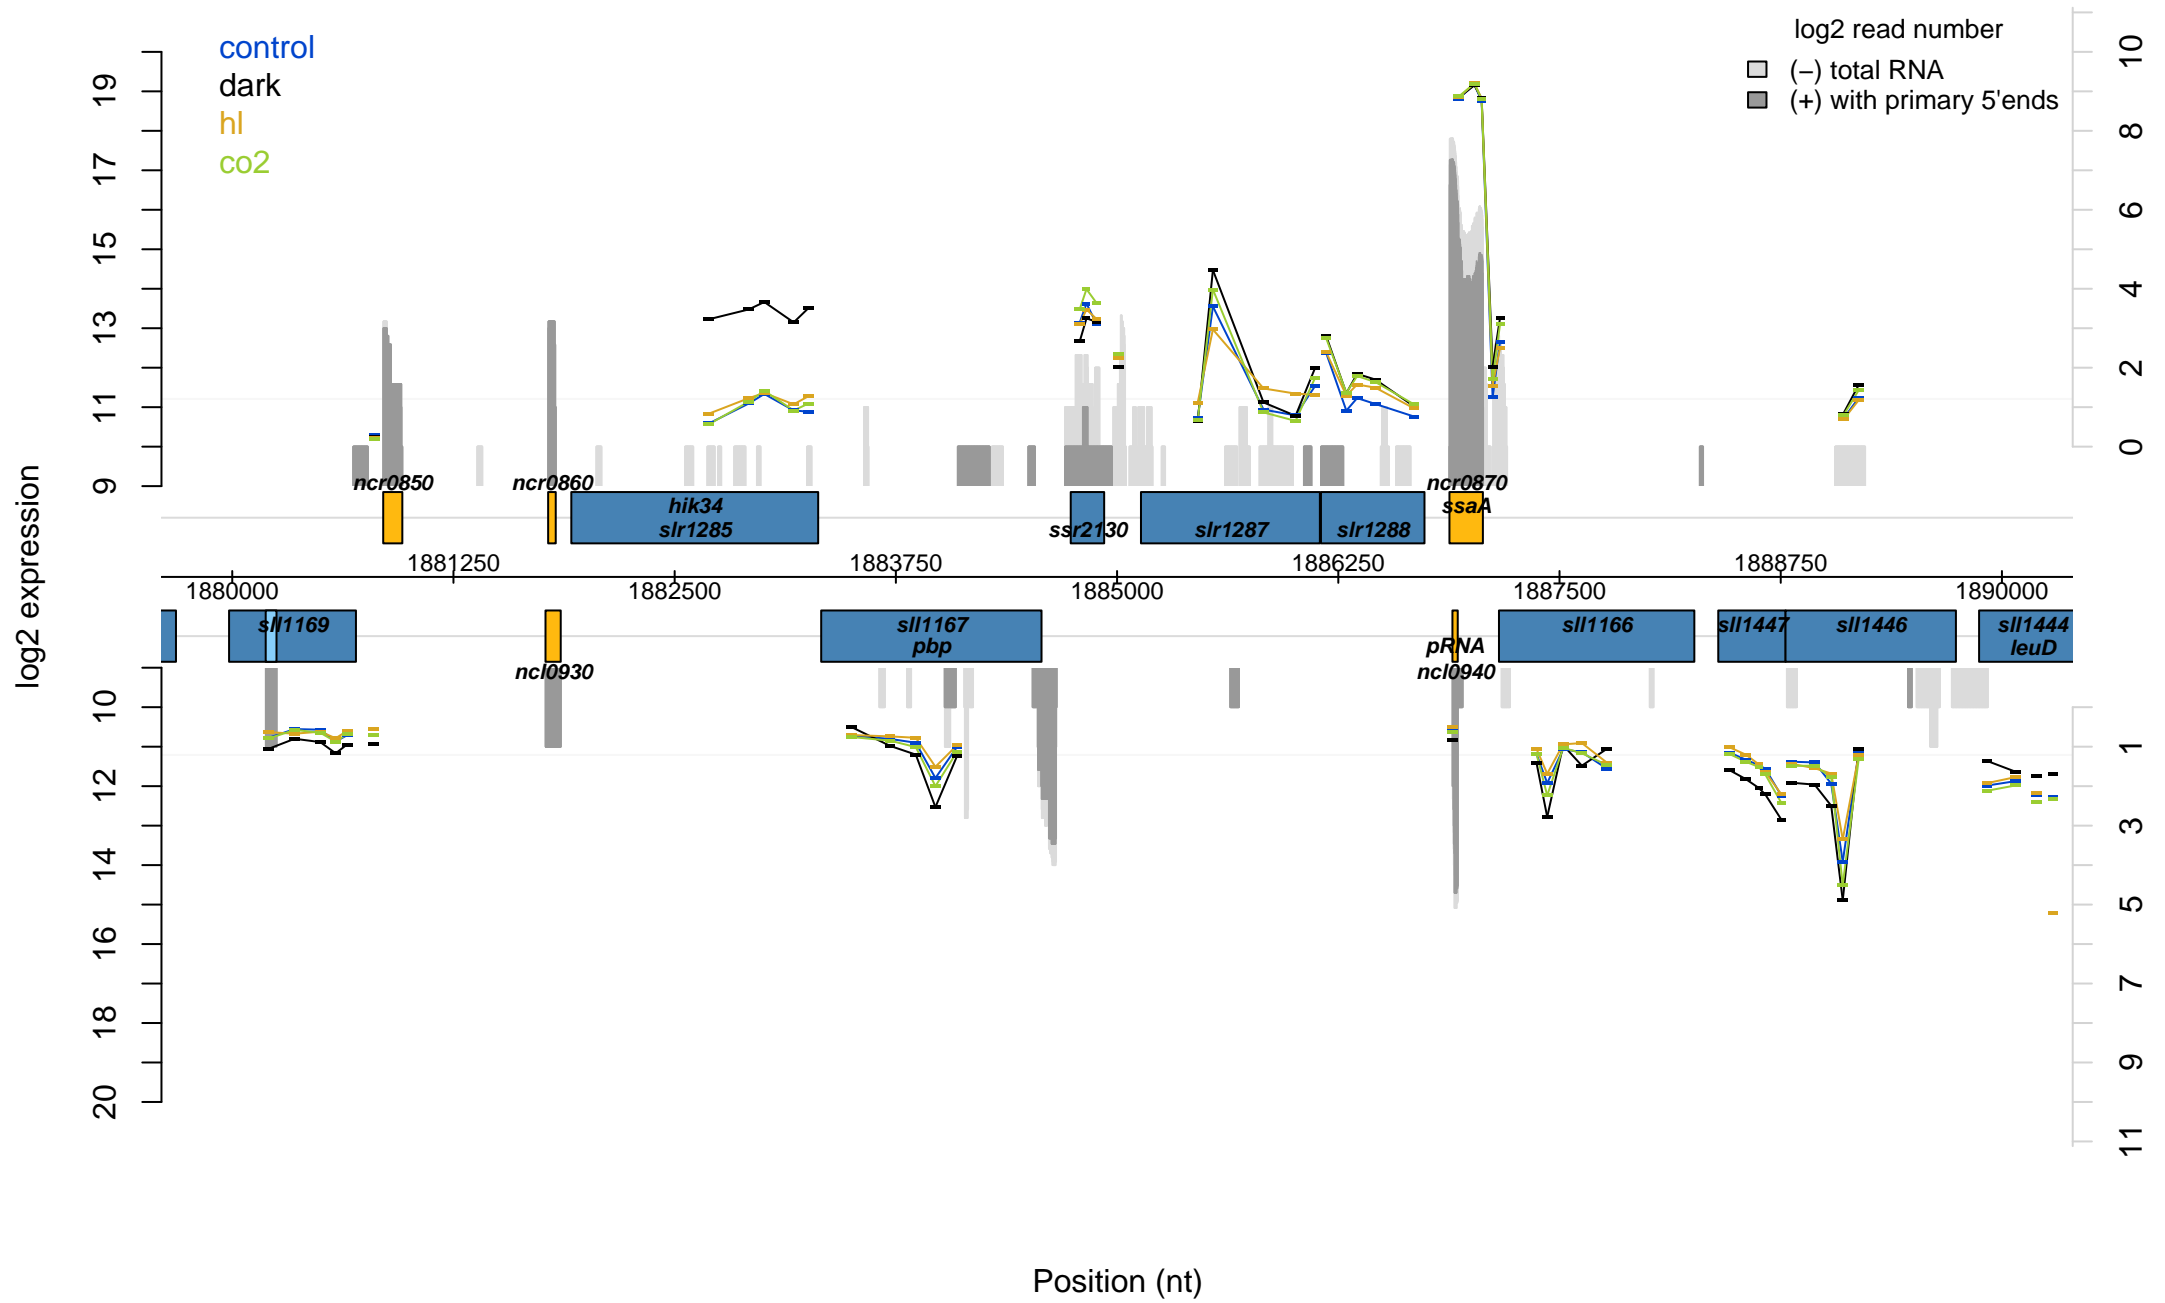 control
dark
hl
co2
log2 read number
(−) total RNA
(+) with primary 5'ends
19
17
15
13
11
9
10
8
6
4
2
0
log2 expression
ncr0850
ncr0860
ncr0870
hik34
ssaA
slr1285
ssr2130
slr1287
slr1288
1881250
1883750
1886250
1888750
1880000
1882500
1885000
1887500
1890000
sll1169
sll1167
sll1166
sll1447
sll1446
sll1444
pbp
pRNA
leuD
ncl0930
ncl0940
10
12
14
16
18
20
1
3
5
7
9
11
Position (nt)